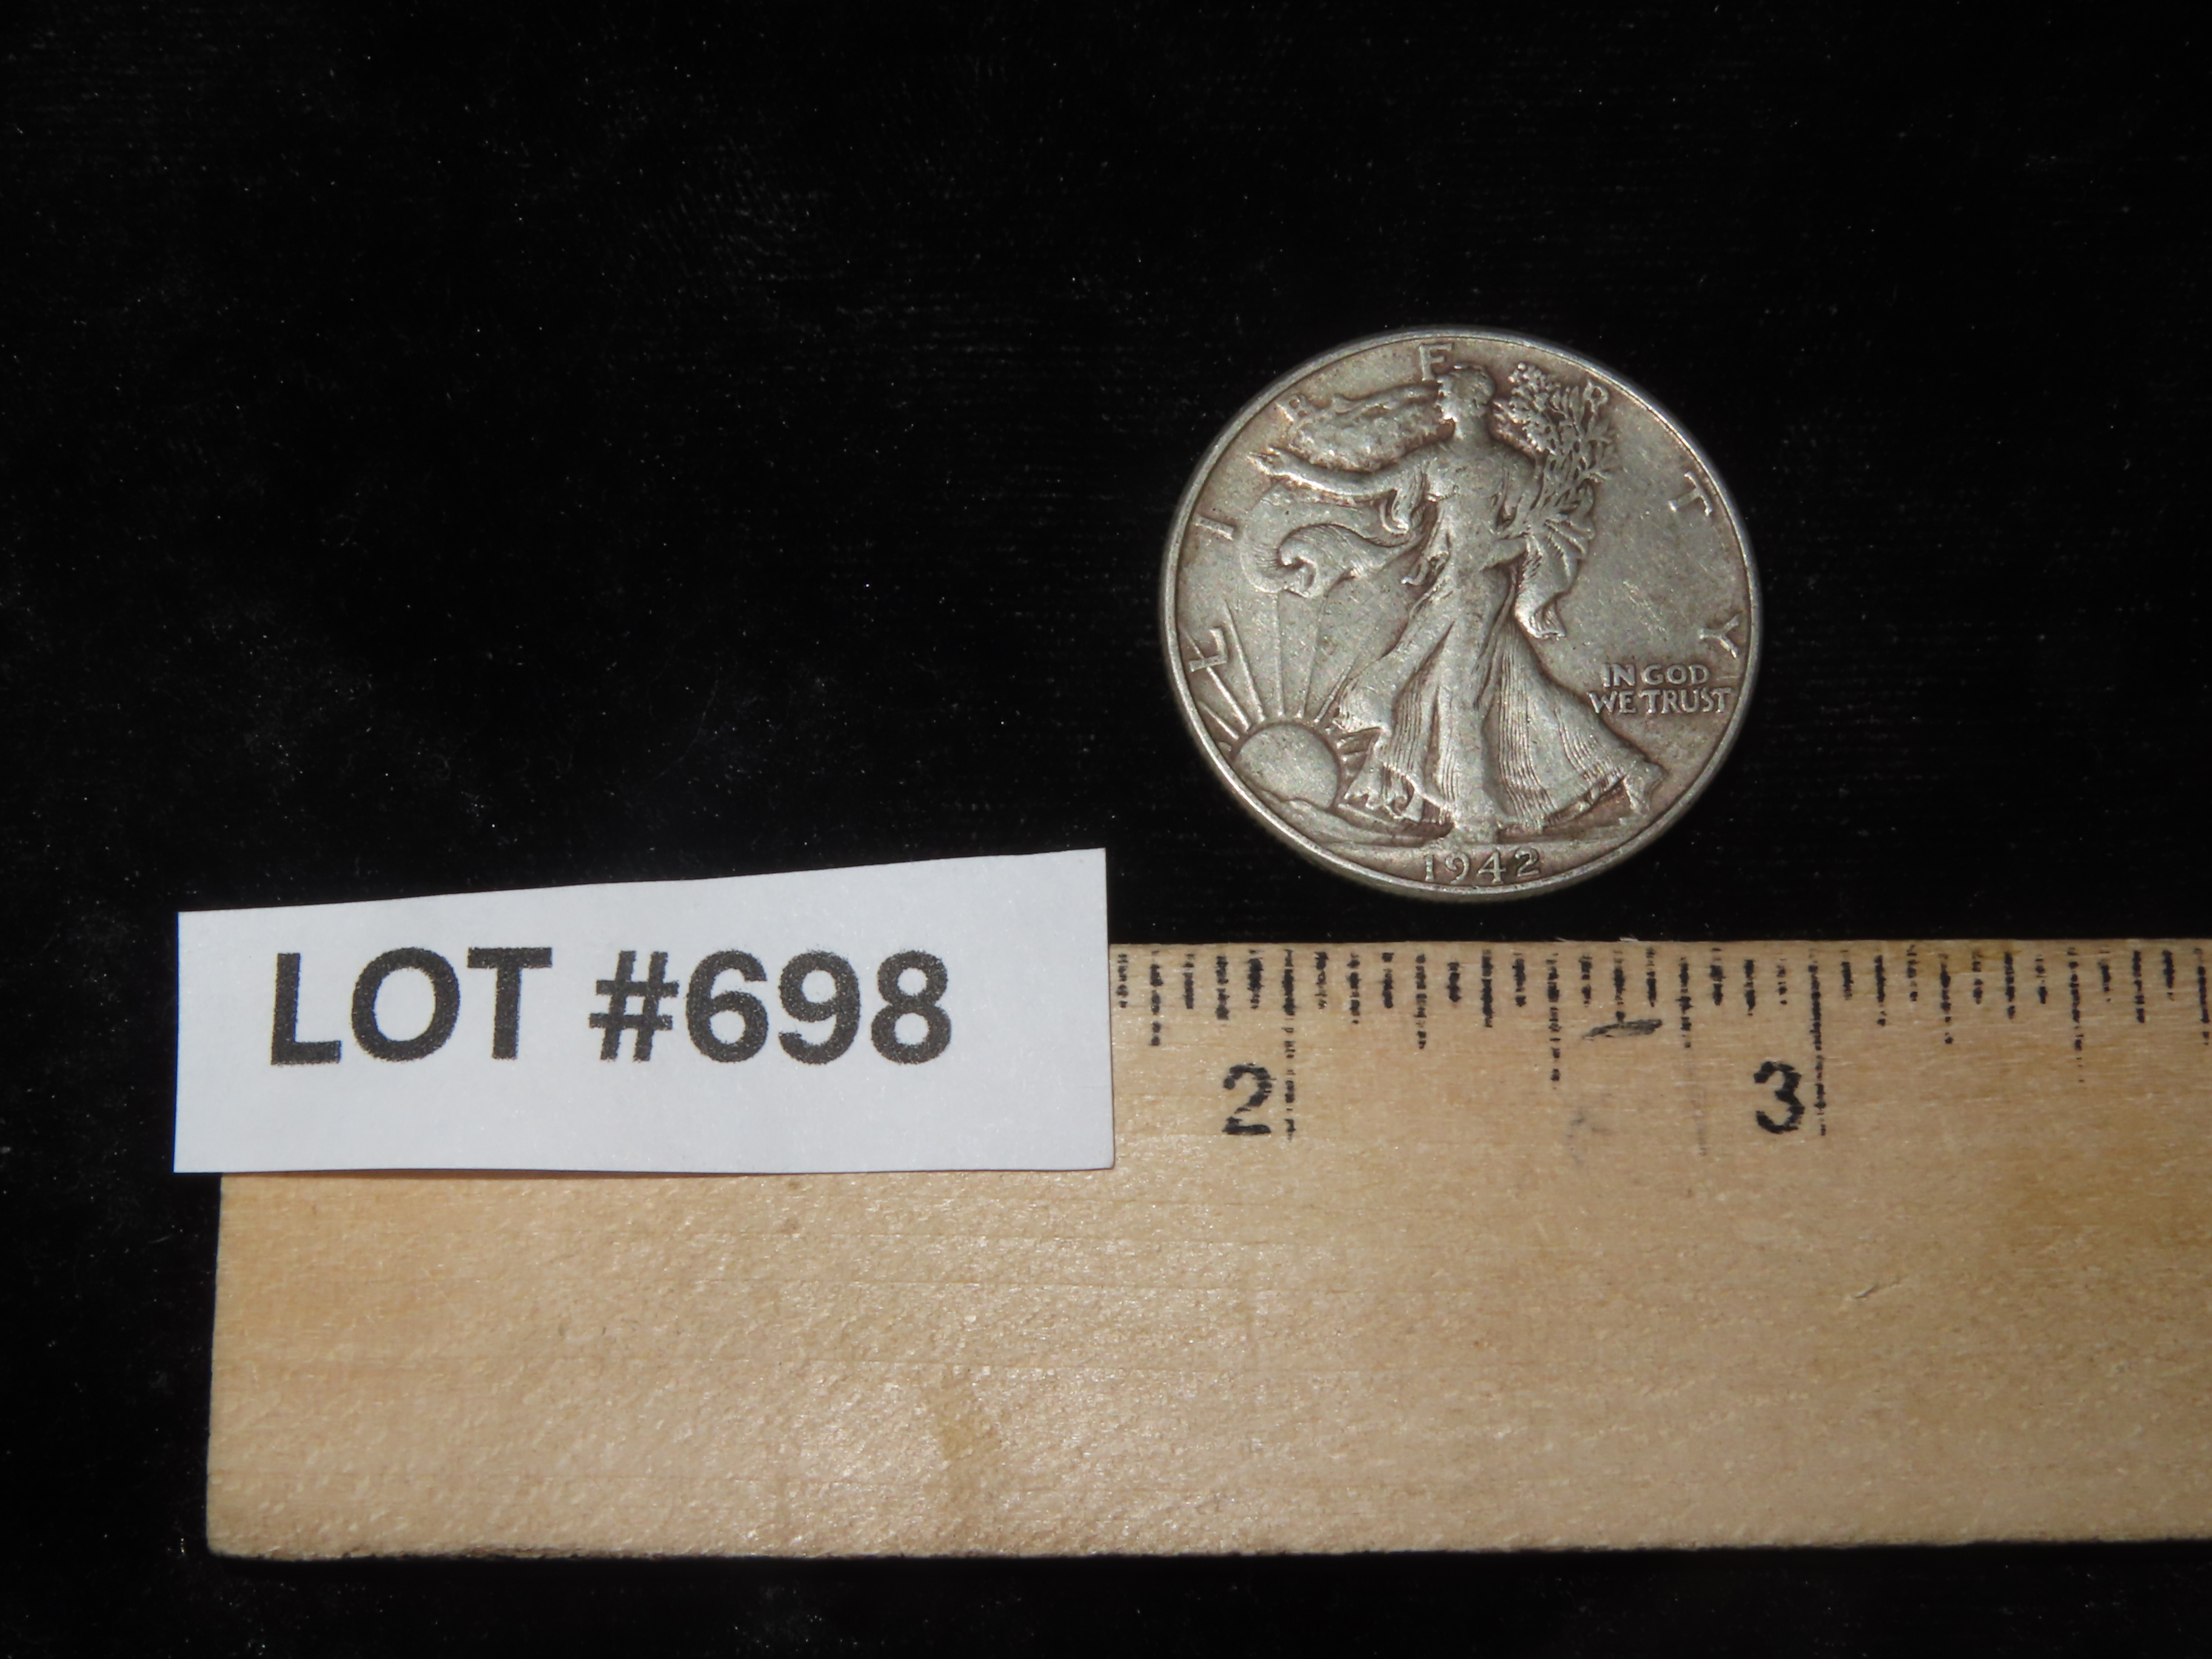 LIBERTY
IN GOD
WE TRUST
1942
LOT #698
2 3